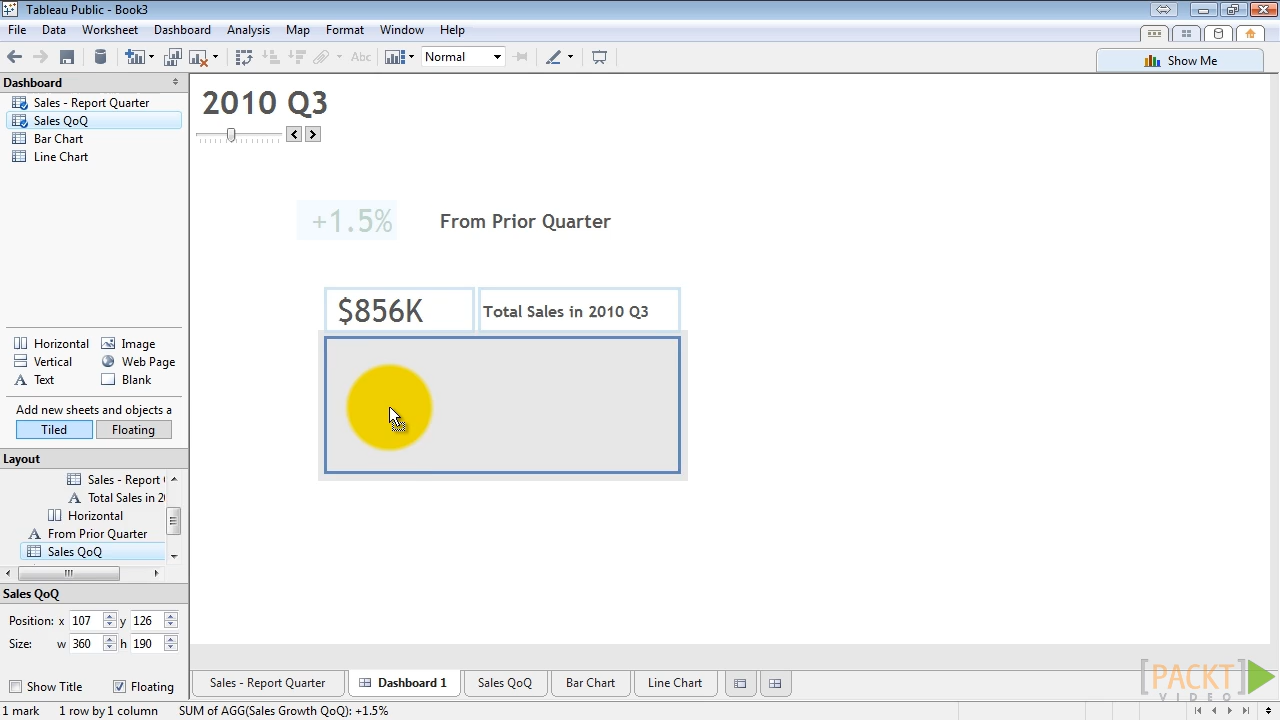 Tableau Public - Book3
File Data Worksheet Dashboard Analysis Map Format Window Help
Abc Normal
Show Me
Dashboard
Sales - Report Quarter
Sales QoQ
Bar Chart
Line Chart
2010 Q3
+1.5% From Prior Quarter
$856K Total Sales in 2010 Q3
Horizontal Image
Vertical Web Page
Text Blank
Add new sheets and objects a
Tiled Floating
Layout
Sales - Report
Total Sales in 2
Horizontal
From Prior Quarter
Sales QoQ
Sales QoQ
Position: x 107 y 126
Size: w 360 h 190
Show Title Floating
Sales - Report Quarter Dashboard 1 Sales QoQ Bar Chart Line Chart
1 mark 1 row by 1 column SUM of AGG(Sales Growth QoQ): +1.5%
[PACKT]
VIDEO